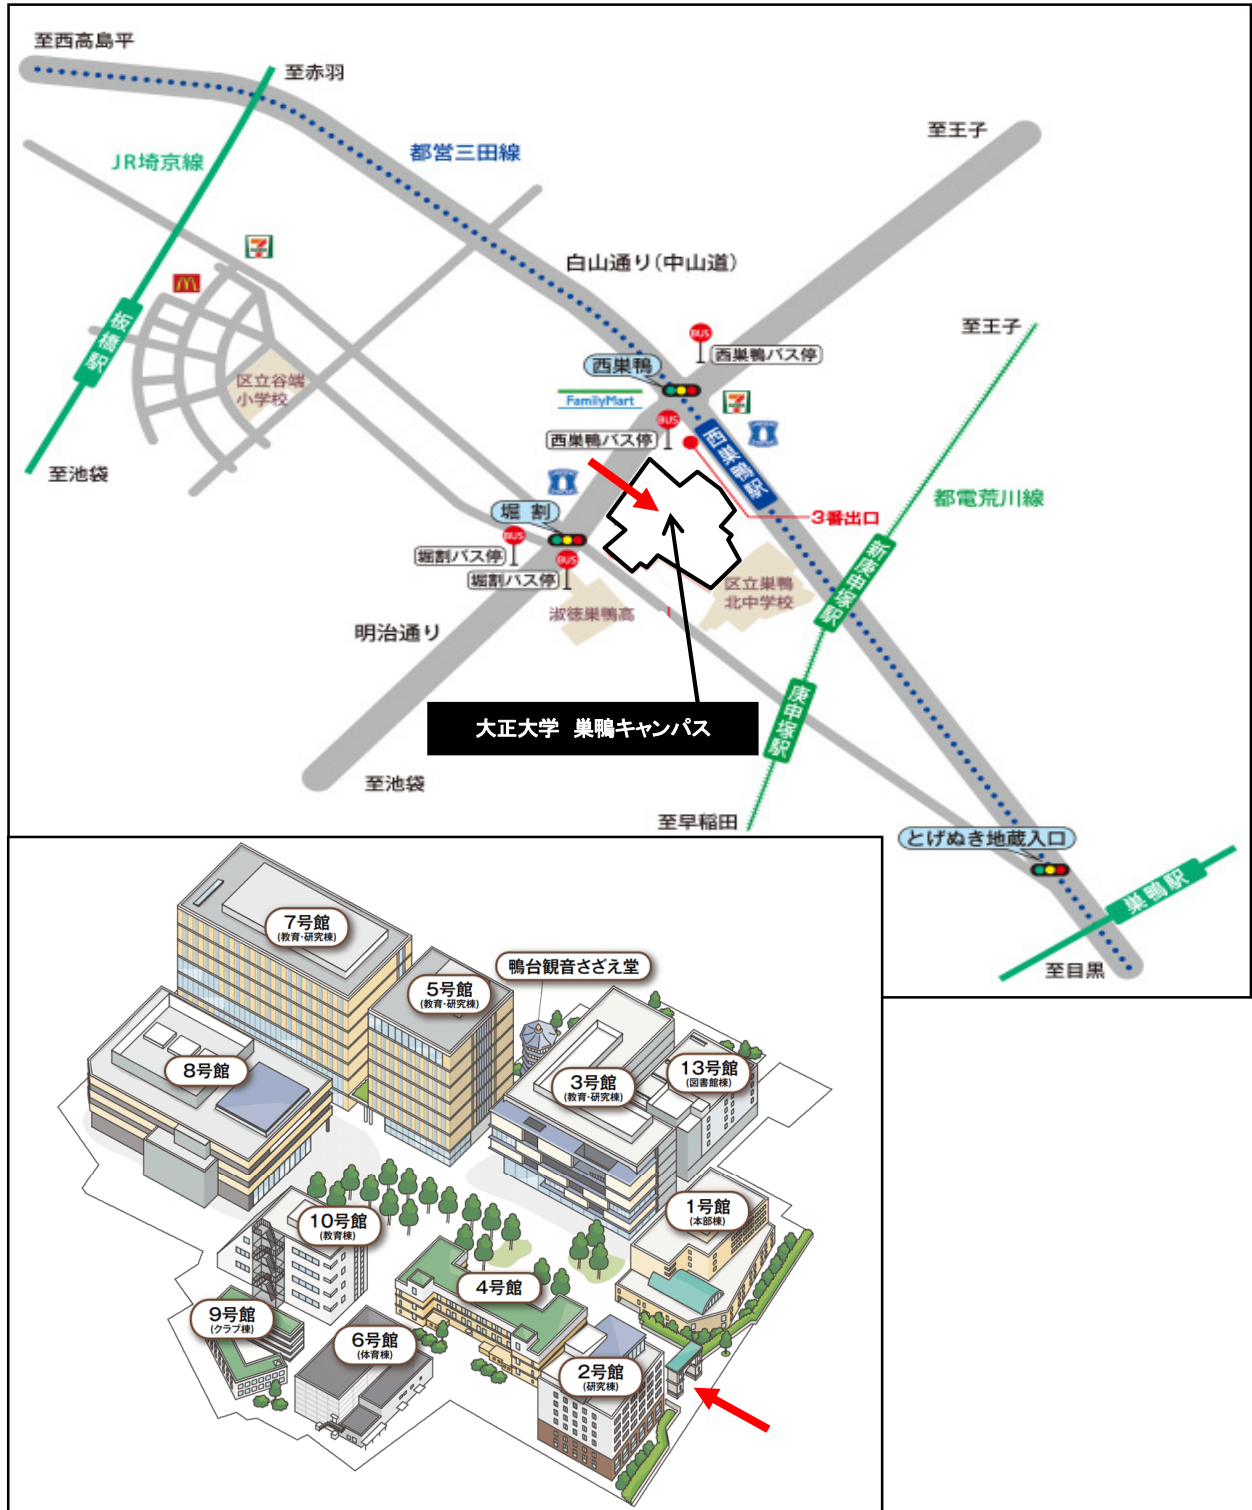 至西高島平
至赤羽
JR埼京線
都営三田線
至王子
白山通り(中山道)
板橋駅
区立谷端
小学校
至池袋
BUS
西巣鴨バス停
西巣鴨
FamilyMart
BUS
西巣鴨バス停
西巣鴨駅
至王子
都電荒川線
3番出口
堀 割
BUS
堀割バス停
BUS
堀割バス停
淑徳巣鴨高
区立巣鴨
北中学校
新庚申塚駅
明治通り
庚申塚駅
大正大学 巣鴨キャンパス
至池袋
至早稲田
とげぬき地蔵入口
巣鴨駅
至目黒
7号館
(教育・研究棟)
鴨台観音さざえ堂
5号館
(教育・研究棟)
8号館
3号館
(教育・研究棟)
13号館
(図書館棟)
10号館
(教育棟)
1号館
(本部棟)
4号館
9号館
(クラブ棟)
6号館
(体育棟)
2号館
(研究棟)